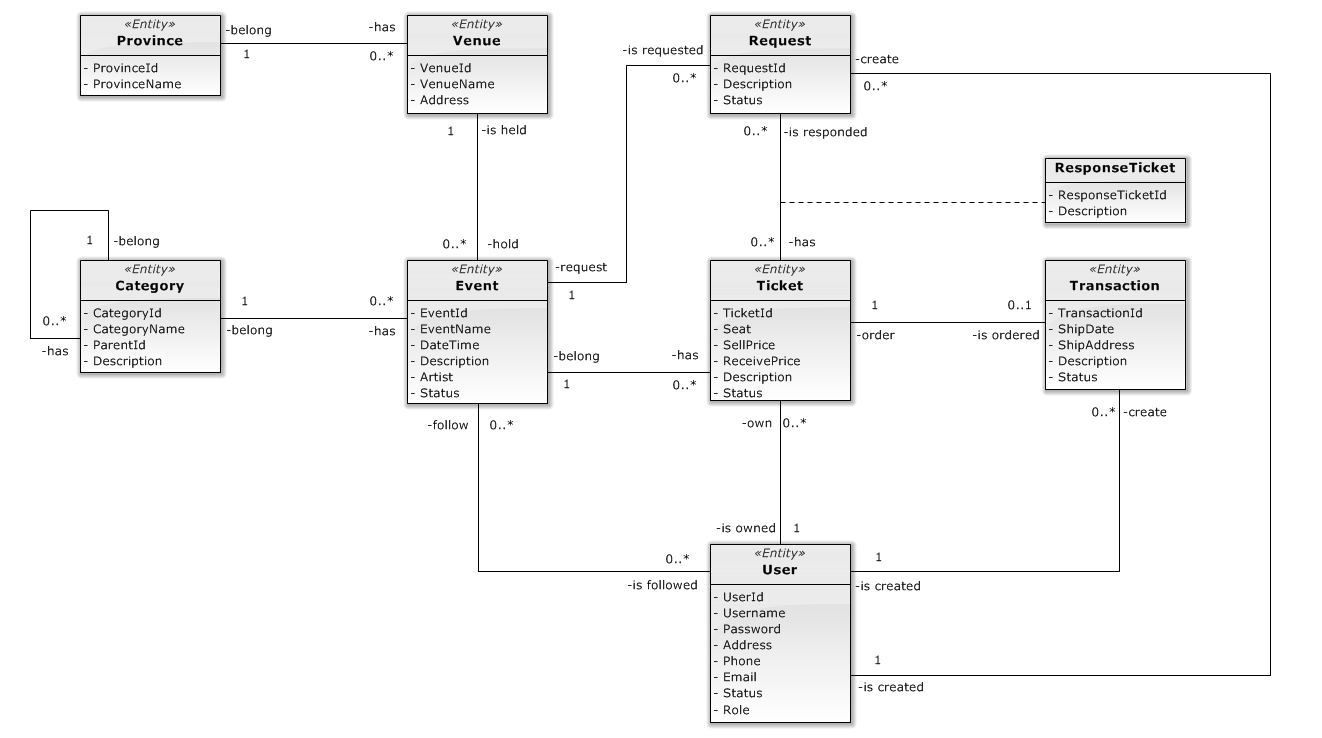 «Entity»
Province
- ProvinceId
- ProvinceName
-belong
1
-has
0..*
«Entity»
Venue
- VenueId
- VenueName
- Address
1
-is held
0..*
-hold
«Entity»
Request
- RequestId
- Description
- Status
-is requested
0..*
-create
0..*
0..*
-is responded
ResponseTicket
- ResponseTicketId
- Description
0..*
-has
1
-belong
0..*
-has
«Entity»
Category
- CategoryId
- CategoryName
- ParentId
- Description
1
-belong
0..*
-has
«Entity»
Event
- EventId
- EventName
- DateTime
- Description
- Artist
- Status
-request
1
-belong
1
-has
0..*
«Entity»
Ticket
- TicketId
- Seat
- SellPrice
- ReceivePrice
- Description
- Status
1
-order
0..1
-is ordered
«Entity»
Transaction
- TransactionId
- ShipDate
- ShipAddress
- Description
- Status
0..*
-create
-follow
0..*
-own
0..*
-is owned
1
0..*
-is followed
«Entity»
User
- UserId
- Username
- Password
- Address
- Phone
- Email
- Status
- Role
1
-is created
1
-is created